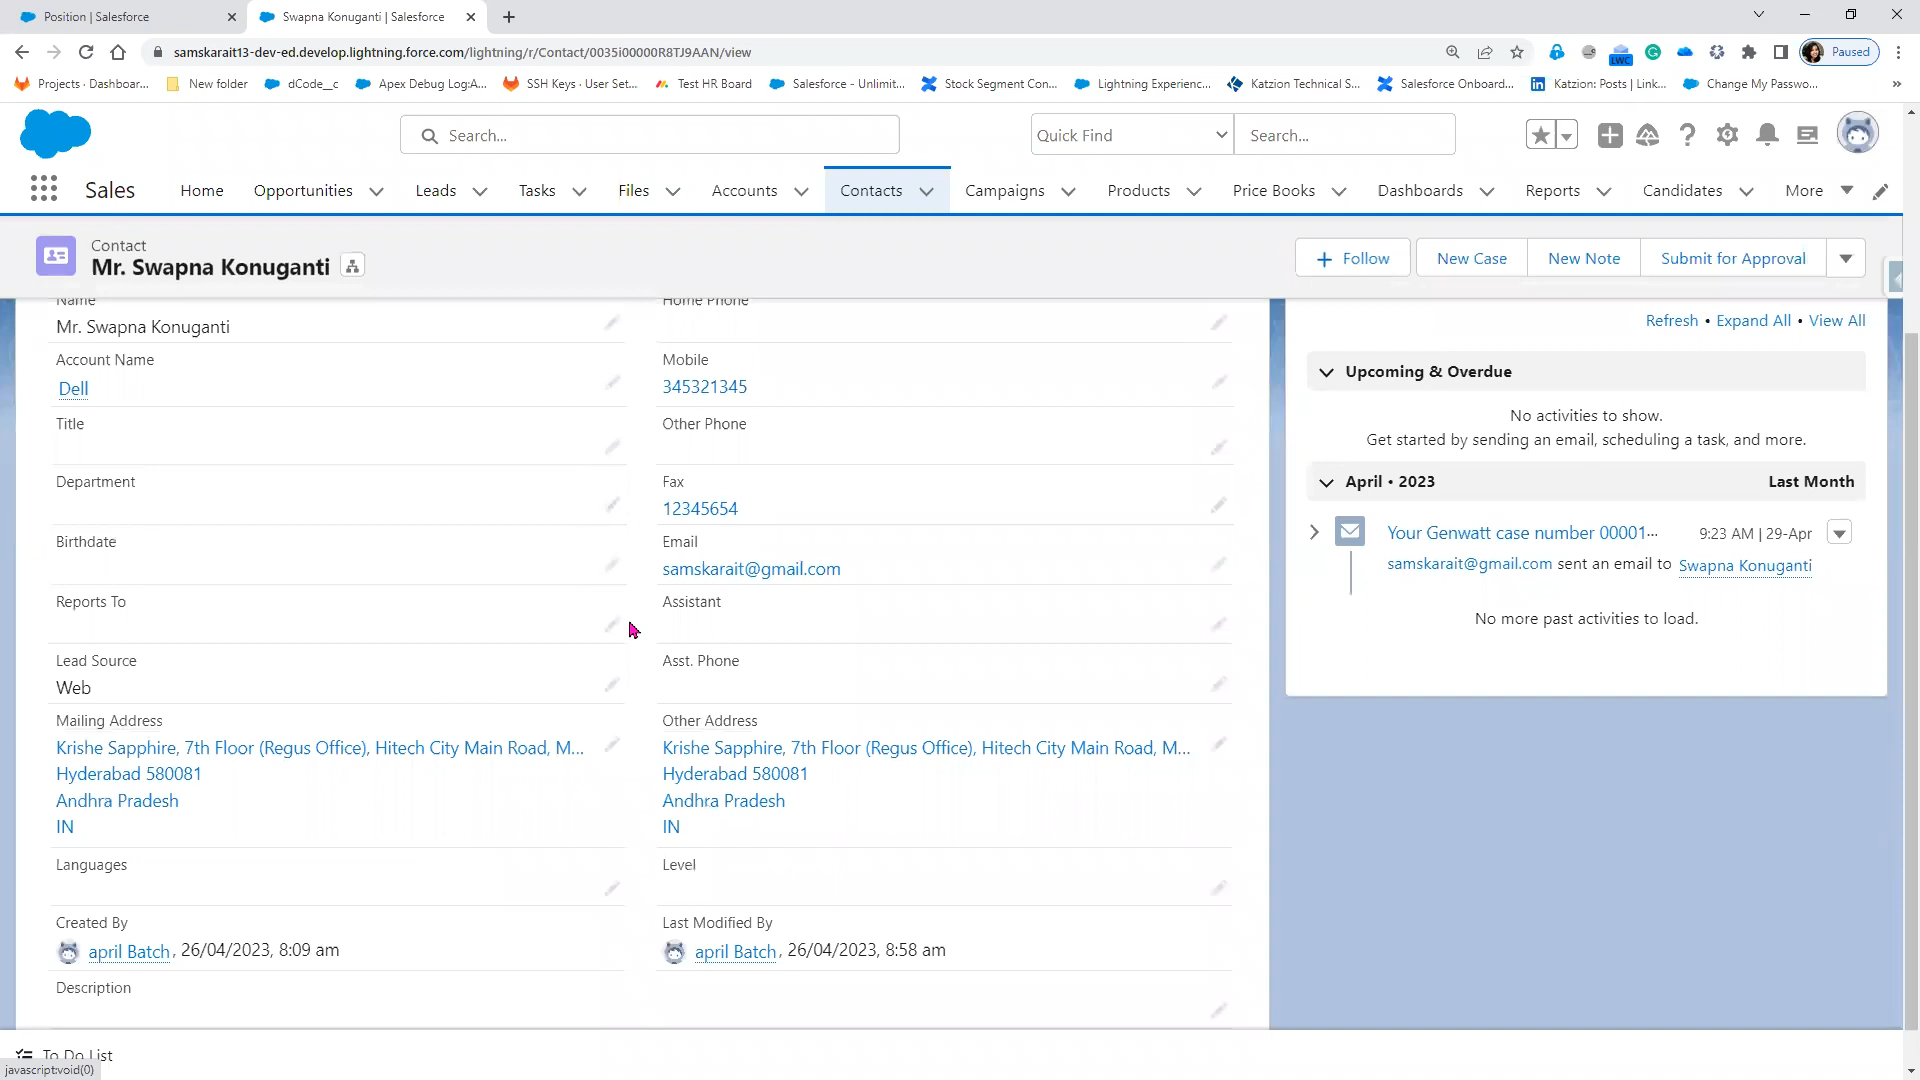 Position | Salesforce
Swapna Konuganti | Salesforce
samskarait13-dev-ed.develop.lightning.force.com/lightning/r/Contact/0035i00000R8TJ9AAN/view
Paused
Projects · Dashboar...
New folder
dCode__c
Apex Debug Log:A...
SSH Keys · User Set...
Test HR Board
Salesforce - Unlimit...
Stock Segment Con...
Lightning Experienc...
Katzion Technical S...
Salesforce Onboard...
Katzion: Posts | Link...
Change My Passwo...
LWC
Search...
Quick Find
Search...
Sales
Home
Opportunities
Leads
Tasks
Files
Accounts
Contacts
Campaigns
Products
Price Books
Dashboards
Reports
Candidates
More
Contact
Mr. Swapna Konuganti
Follow
New Case
New Note
Submit for Approval
Name
Mr. Swapna Konuganti
Home Phone
Account Name
Dell
Mobile
345321345
Title
Other Phone
Department
Fax
12345654
Birthdate
Email
samskarait@gmail.com
Reports To
Assistant
Lead Source
Web
Asst. Phone
Mailing Address
Krishe Sapphire, 7th Floor (Regus Office), Hitech City Main Road, M...
Hyderabad 580081
Andhra Pradesh
IN
Other Address
Krishe Sapphire, 7th Floor (Regus Office), Hitech City Main Road, M...
Hyderabad 580081
Andhra Pradesh
IN
Languages
Level
Created By
april Batch, 26/04/2023, 8:09 am
Last Modified By
april Batch, 26/04/2023, 8:58 am
Description
Refresh • Expand All • View All
Upcoming & Overdue
No activities to show.
Get started by sending an email, scheduling a task, and more.
April • 2023
Last Month
Your Genwatt case number 00001...
9:23 AM | 29-Apr
samskarait@gmail.com sent an email to Swapna Konuganti
No more past activities to load.
To Do List
javascript:void(0)